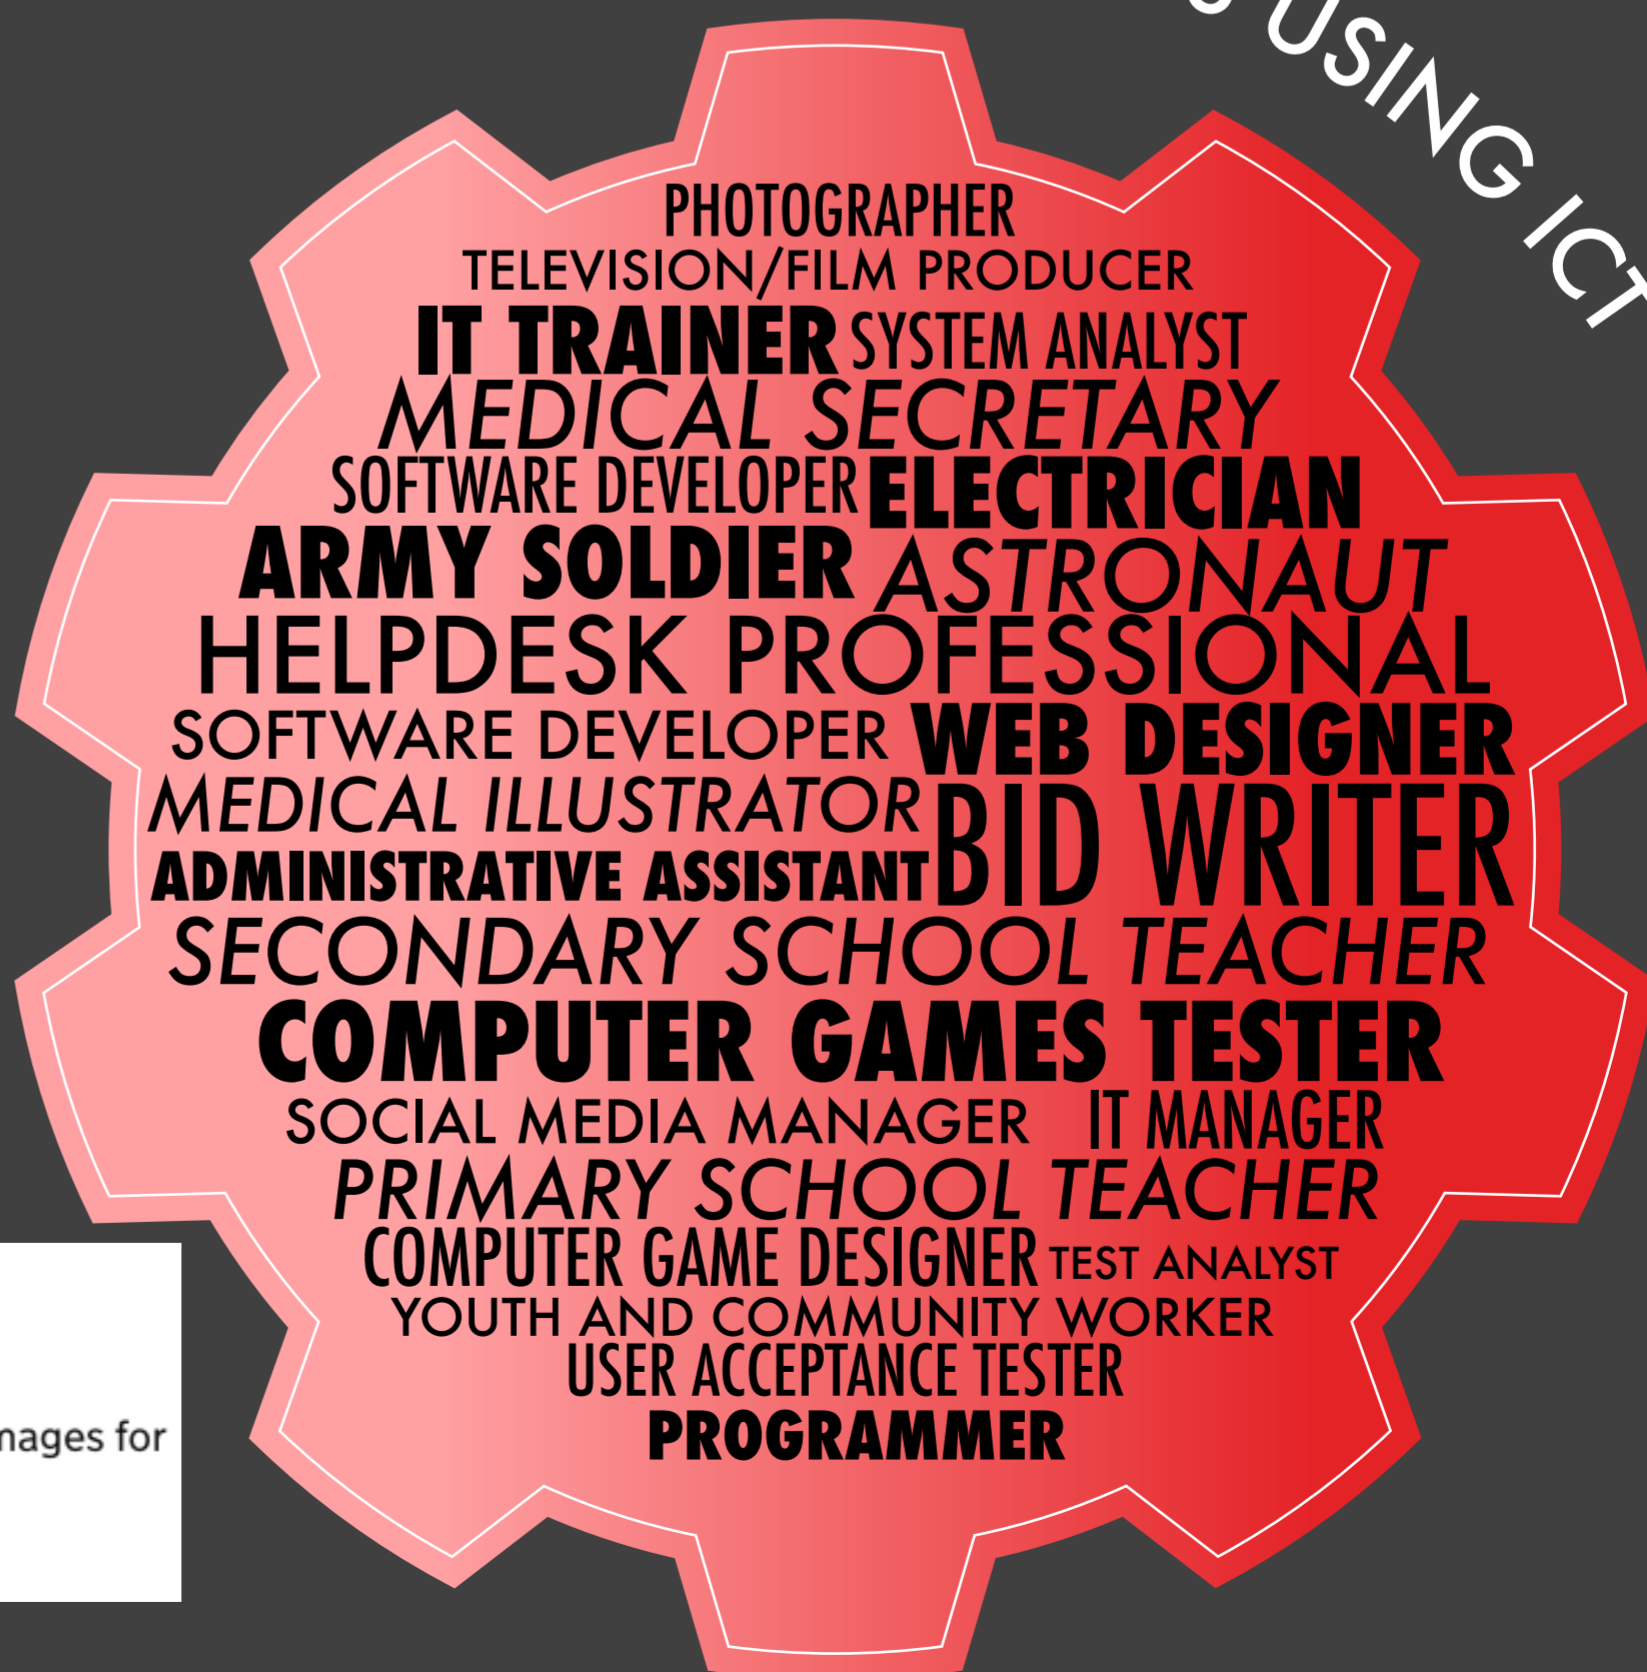 USING ICT
PHOTOGRAPHER
TELEVISION/FILM PRODUCER
IT TRAINER SYSTEM ANALYST
MEDICAL SECRETARY
SOFTWARE DEVELOPER ELECTRICIAN
ARMY SOLDIER ASTRONAUT
HELPDESK PROFESSIONAL
SOFTWARE DEVELOPER WEB DESIGNER
MEDICAL ILLUSTRATOR BID WRITER
ADMINISTRATIVE ASSISTANT
SECONDARY SCHOOL TEACHER
COMPUTER GAMES TESTER
SOCIAL MEDIA MANAGER IT MANAGER
PRIMARY SCHOOL TEACHER
COMPUTER GAME DESIGNER TEST ANALYST
YOUTH AND COMMUNITY WORKER
USER ACCEPTANCE TESTER
PROGRAMMER
for